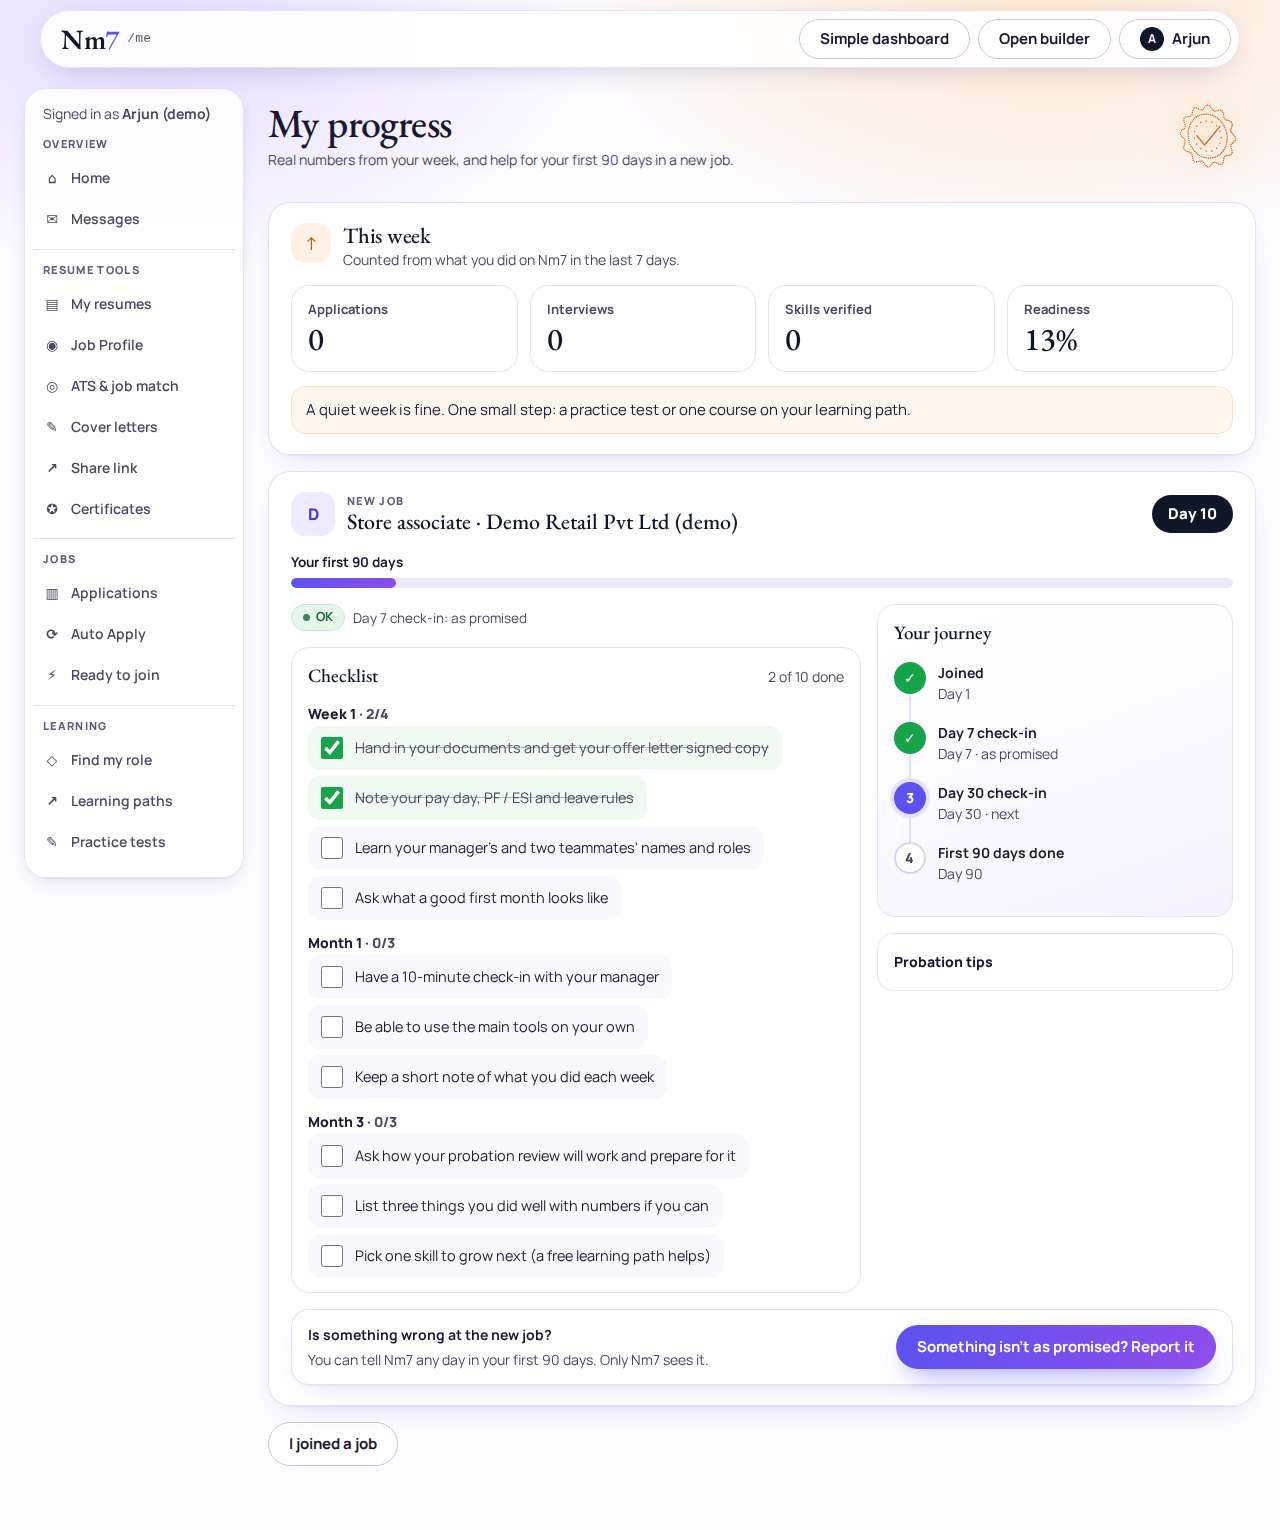 Nm7 /me
Simple dashboard
Open builder
A Arjun
Signed in as Arjun (demo)
OVERVIEW
Home
Messages
RESUME TOOLS
My resumes
Job Profile
ATS & job match
Cover letters
Share link
Certificates
JOBS
Applications
Auto Apply
Ready to join
LEARNING
Find my role
Learning paths
Practice tests
My progress
Real numbers from your week, and help for your first 90 days in a new job.
This week
Counted from what you did on Nm7 in the last 7 days.
Applications
0
Interviews
0
Skills verified
0
Readiness
13%
A quiet week is fine. One small step: a practice test or one course on your learning path.
D
NEW JOB
Store associate · Demo Retail Pvt Ltd (demo)
Day 10
Your first 90 days
OK
Day 7 check-in: as promised
Checklist
2 of 10 done
Week 1 · 2/4
Hand in your documents and get your offer letter signed copy
Note your pay day, PF / ESI and leave rules
Learn your manager's and two teammates' names and roles
Ask what a good first month looks like
Month 1 · 0/3
Have a 10-minute check-in with your manager
Be able to use the main tools on your own
Keep a short note of what you did each week
Month 3 · 0/3
Ask how your probation review will work and prepare for it
List three things you did well with numbers if you can
Pick one skill to grow next (a free learning path helps)
Your journey
Joined
Day 1
Day 7 check-in
Day 7 · as promised
3
Day 30 check-in
Day 30 · next
4
First 90 days done
Day 90
Probation tips
Is something wrong at the new job?
You can tell Nm7 any day in your first 90 days. Only Nm7 sees it.
Something isn't as promised? Report it
I joined a job